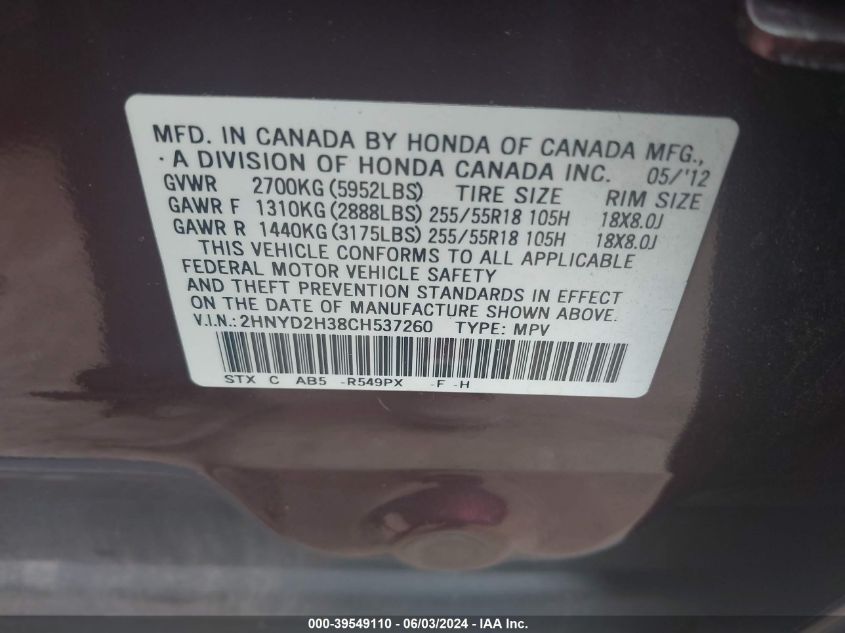 MFD. IN CANADA BY HONDA OF CANADA MFG.,
· A DIVISION OF HONDA CANADA INC. 05/'12
GVWR 2700KG (5952LBS) TIRE SIZE RIM SIZE
GAWR F 1310KG (2888LBS) 255/55R18 105H 18X8.0J
GAWR R 1440KG (3175LBS) 255/55R18 105H 18X8.0J
THIS VEHICLE CONFORMS TO ALL APPLICABLE
FEDERAL MOTOR VEHICLE SAFETY
AND THEFT PREVENTION STANDARDS IN EFFECT
ON THE DATE OF MANUFACTURE SHOWN ABOVE.
V.I.N.: 2HNYD2H38CH537260 TYPE: MPV
STX C AB5 -R549PX -F -H
000-39549110 - 06/03/2024 - IAA Inc.